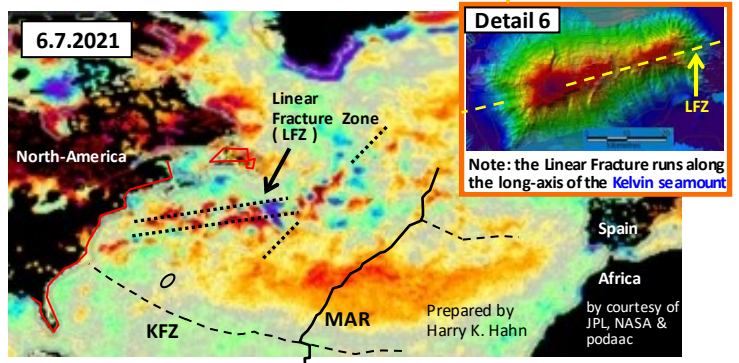 6.7.2021
Linear
Fracture Zone
( LFZ )
North-America
KFZ
MAR
Prepared by
Harry K. Hahn
Spain
Africa
by courtesy of
JPL, NASA &
podaac
Detail 6
LFZ
Note: the Linear Fracture runs along
the long-axis of the Kelvin seamount